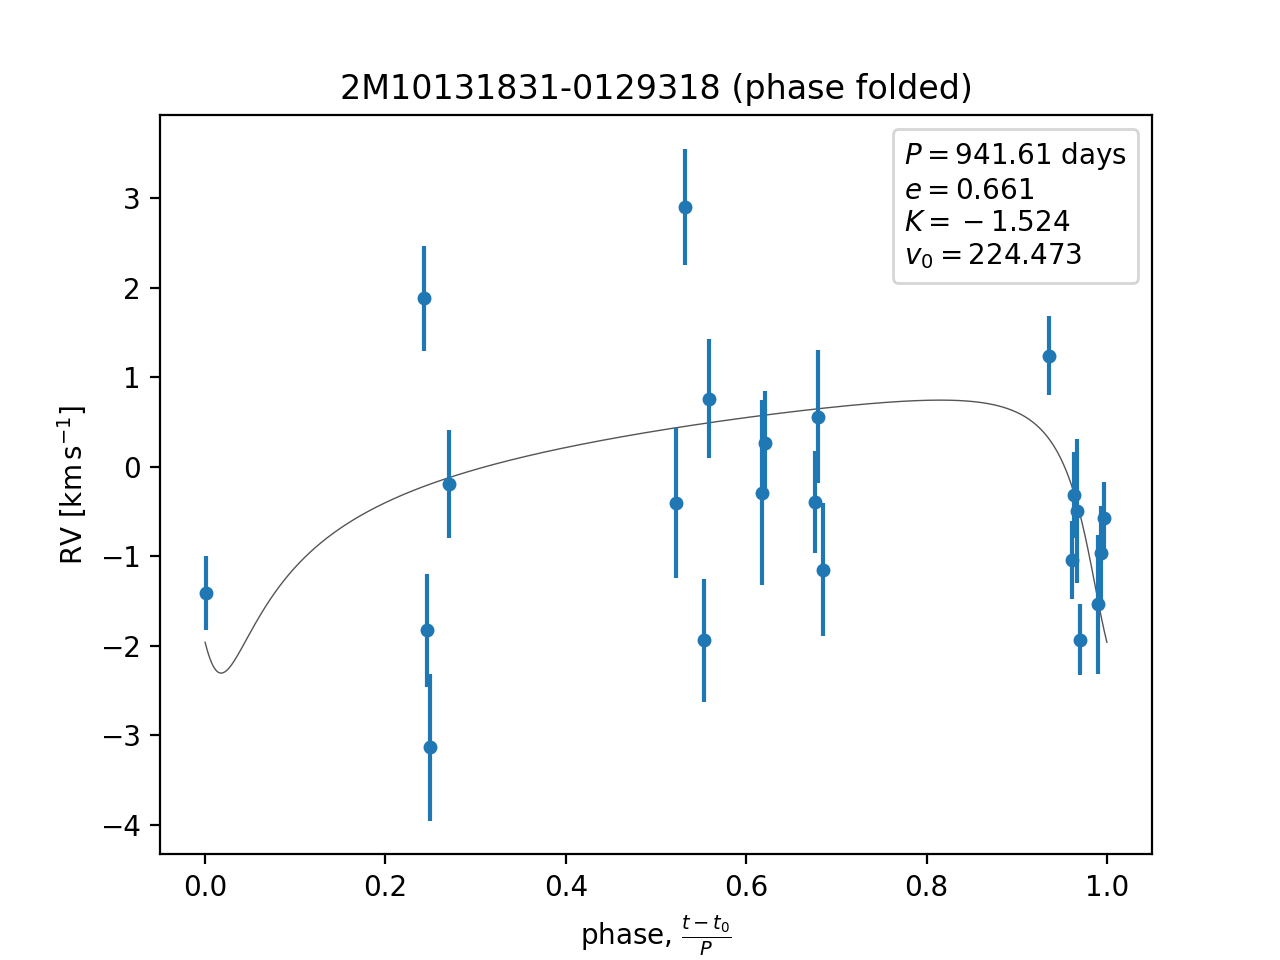 2M10131831-0129318 (phase folded)
P = 941.61 days
e = 0.661
K = − 1.524
v₀ = 224.473
3
2
1
0
−1
−2
−3
−4
RV [km s⁻¹]
0.0 0.2 0.4 0.6 0.8 1.0
phase, (t − t₀)/P